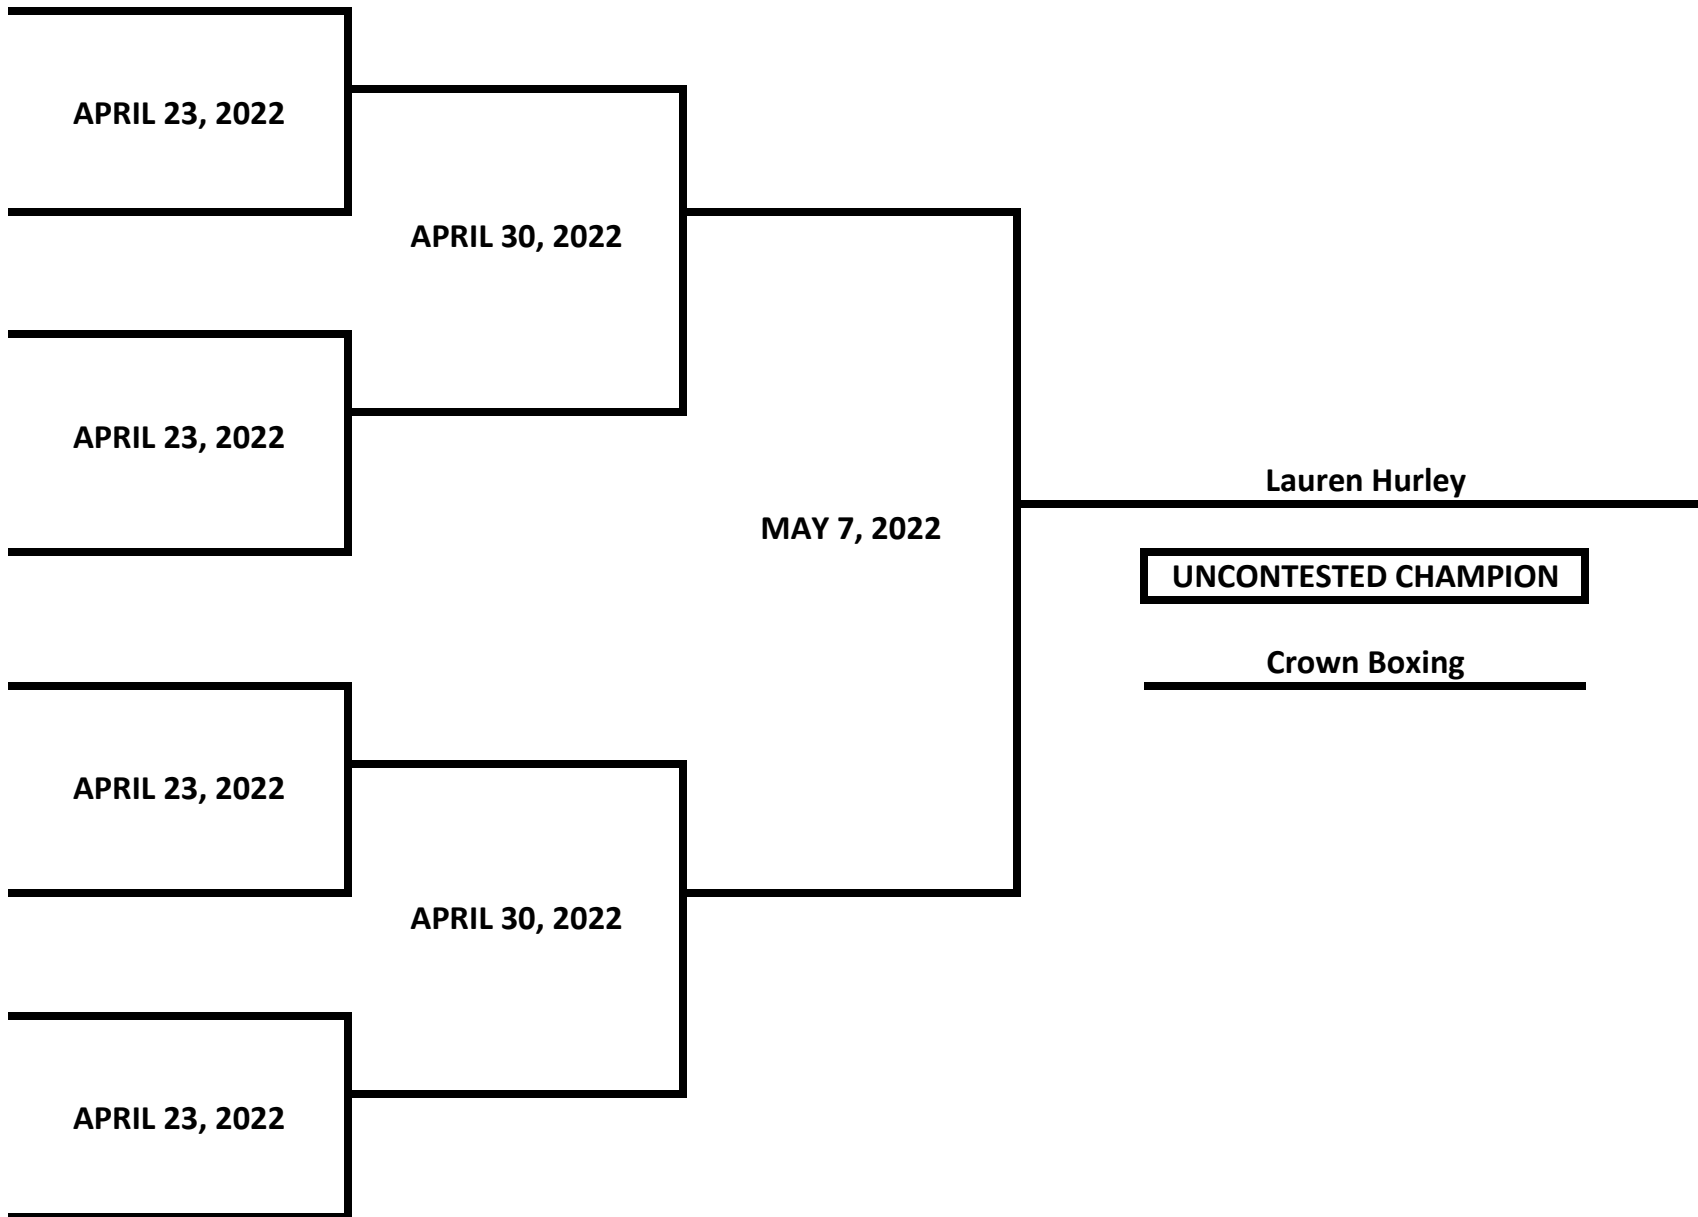 APRIL 23, 2022
APRIL 30, 2022
APRIL 23, 2022
Lauren Hurley
MAY 7, 2022
UNCONTESTED CHAMPION
Crown Boxing
APRIL 23, 2022
APRIL 30, 2022
APRIL 23, 2022